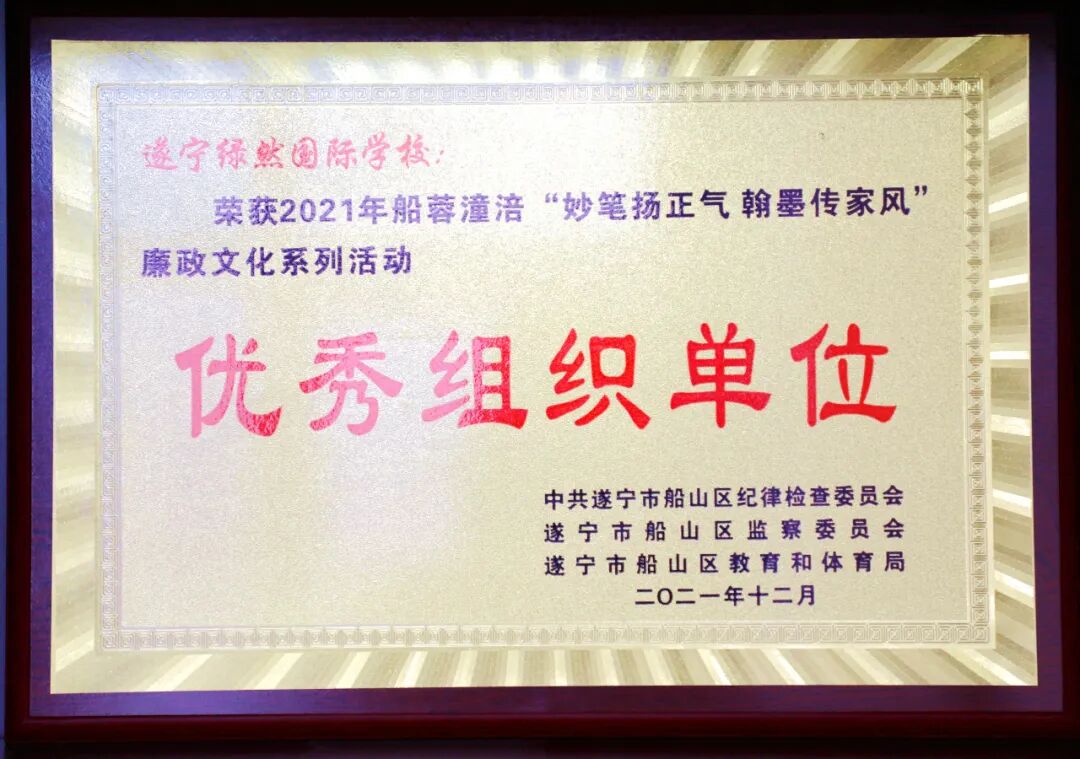 遂宁绿然国际学校：
荣获2021年船蓉潼涪“妙笔扬正气 翰墨传家风”
廉政文化系列活动
优秀组织单位
中共遂宁市船山区纪律检查委员会
遂宁市船山区监察委员会
遂宁市船山区教育和体育局
二〇二一年十二月